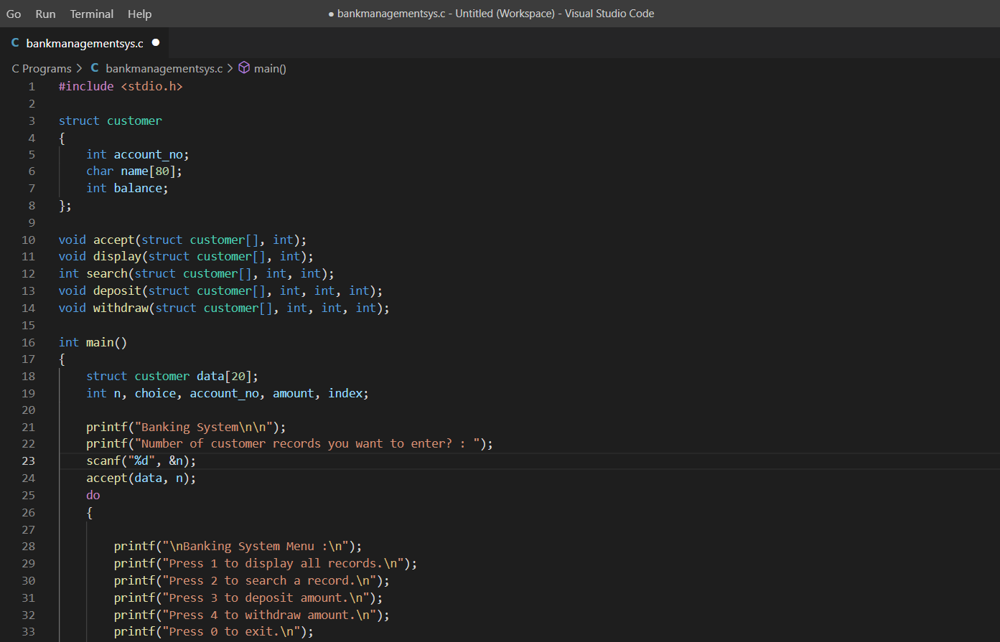 Go Run Terminal Help ● bankmanagementsys.c - Untitled (Workspace) - Visual Studio Code
C bankmanagementsys.c ●
C Programs > C bankmanagementsys.c > main()
1 #include <stdio.h>
2
3 struct customer
4 {
5     int account_no;
6     char name[80];
7     int balance;
8 };
9
10 void accept(struct customer[], int);
11 void display(struct customer[], int);
12 int search(struct customer[], int, int);
13 void deposit(struct customer[], int, int, int);
14 void withdraw(struct customer[], int, int, int);
15
16 int main()
17 {
18     struct customer data[20];
19     int n, choice, account_no, amount, index;
20
21     printf("Banking System\n\n");
22     printf("Number of customer records you want to enter? : ");
23     scanf("%d", &n);
24     accept(data, n);
25     do
26     {
27
28         printf("\nBanking System Menu :\n");
29         printf("Press 1 to display all records.\n");
30         printf("Press 2 to search a record.\n");
31         printf("Press 3 to deposit amount.\n");
32         printf("Press 4 to withdraw amount.\n");
33         printf("Press 0 to exit.\n");